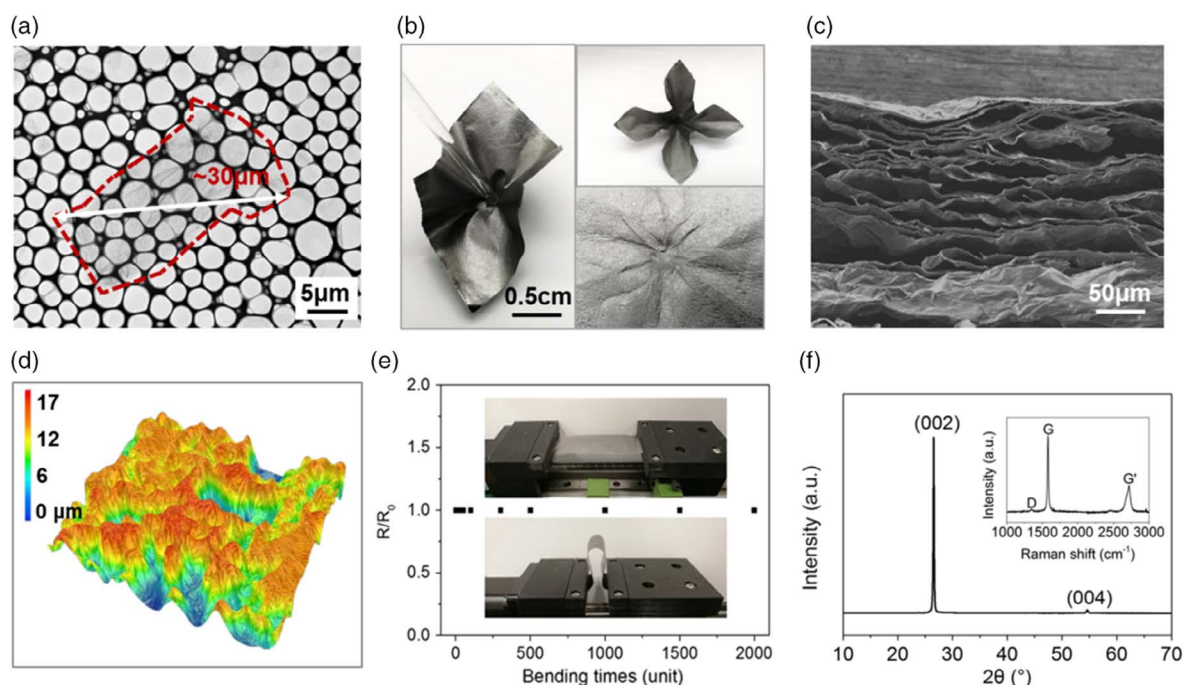 (a)
~30μm
5μm
(b)
0.5cm
(c)
50μm
(d)
17
12
6
0 μm
(e)
2.0
1.5
1.0
0.5
0.0
R/R0
0
500
1000
1500
2000
Bending times (unit)
(f)
Intensity (a.u.)
(002)
(004)
10
20
30
40
50
60
70
2θ (°)
Intensity (a.u.)
D
G
G'
1000
1500
2000
2500
3000
Raman shift (cm⁻¹)